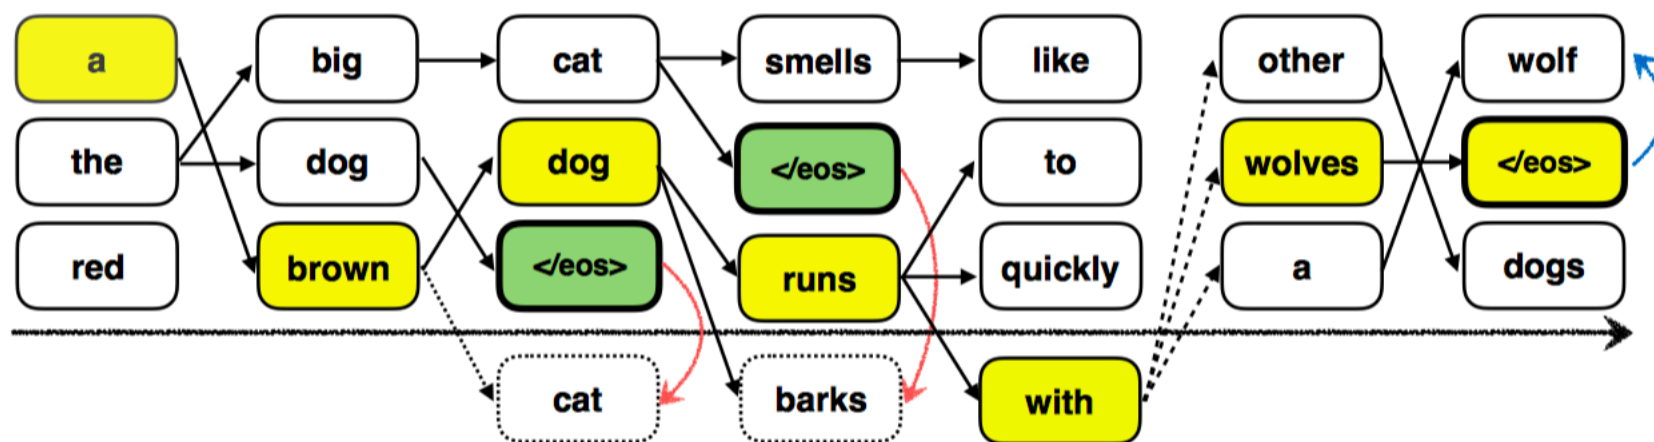 a big cat smells like other wolf
the dog dog </eos> to wolves </eos>
red brown </eos> runs quickly a dogs
cat barks with